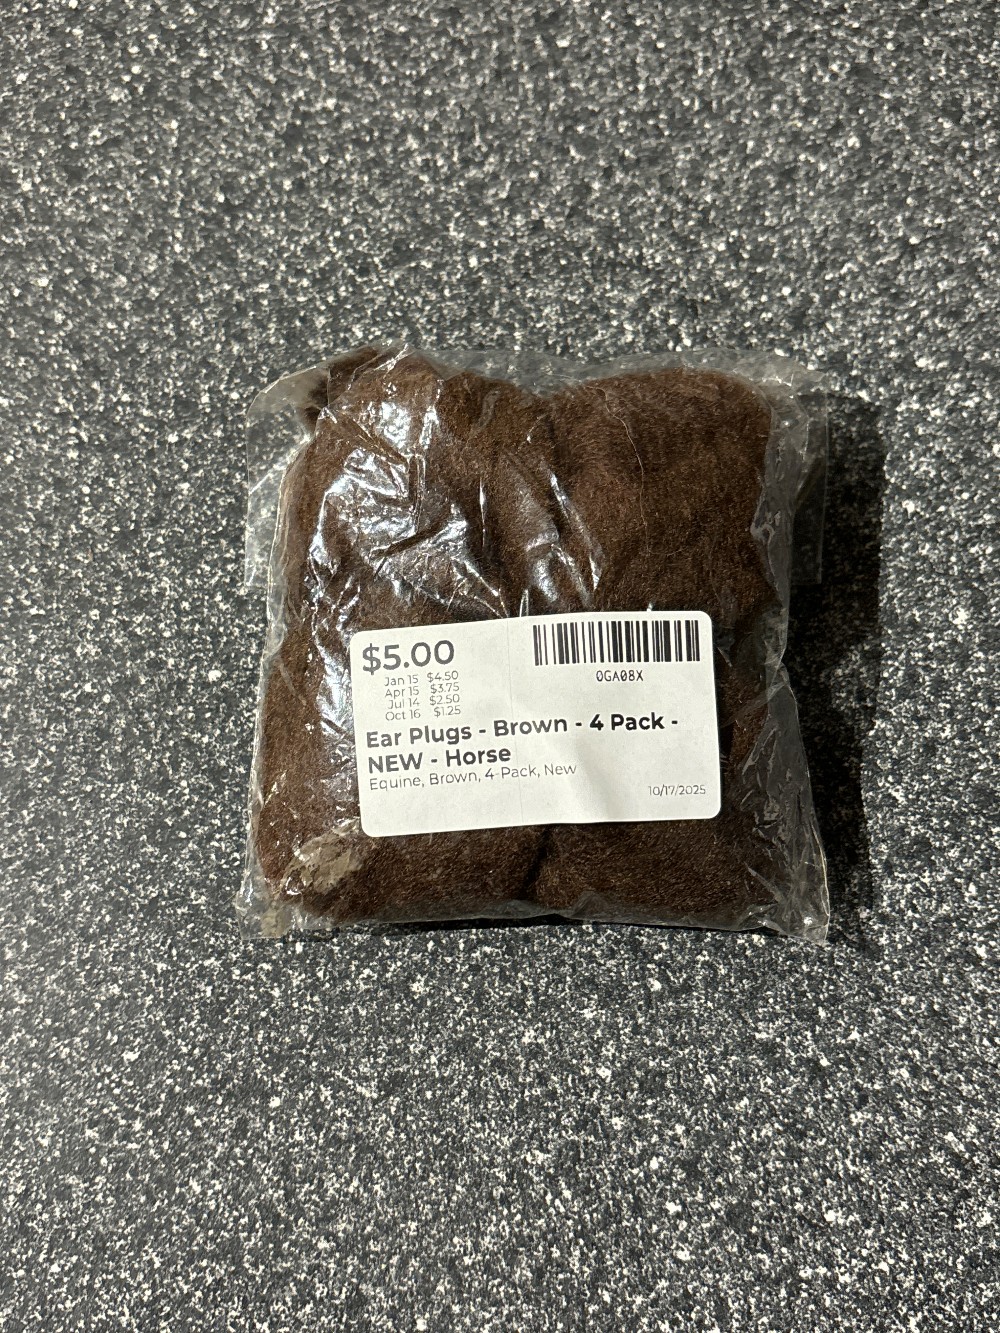 $5.00
Jan 15 $4.50
Apr 15 $3.75
Jul 14 $2.50
Oct 16 $1.25
0GA08X
Ear Plugs - Brown - 4 Pack -
NEW - Horse
Equine, Brown, 4-Pack, New
10/17/2025